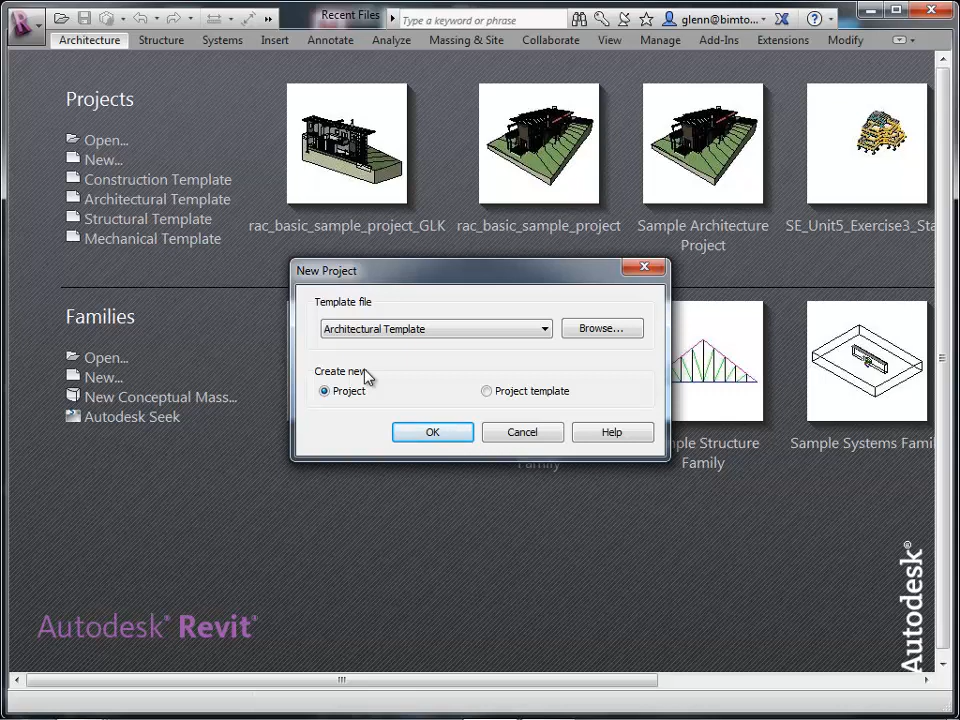 Recent Files
Type a keyword or phrase
glenn@bimto...
Architecture Structure Systems Insert Annotate Analyze Massing & Site Collaborate View Manage Add-Ins Extensions Modify
Projects
Open...
New...
Construction Template
Architectural Template
Structural Template
Mechanical Template
rac_basic_sample_project_GLK
rac_basic_sample_project
Sample Architecture
Project
SE_Unit5_Exercise3_Sta
Families
Open...
New...
New Conceptual Mass...
Autodesk Seek
New Project
Template file
Architectural Template
Browse...
Create new
Project
Project template
OK
Cancel
Help
ple Structure
Family
Sample Systems Famil
Family
Autodesk® Revit®
Autodesk®